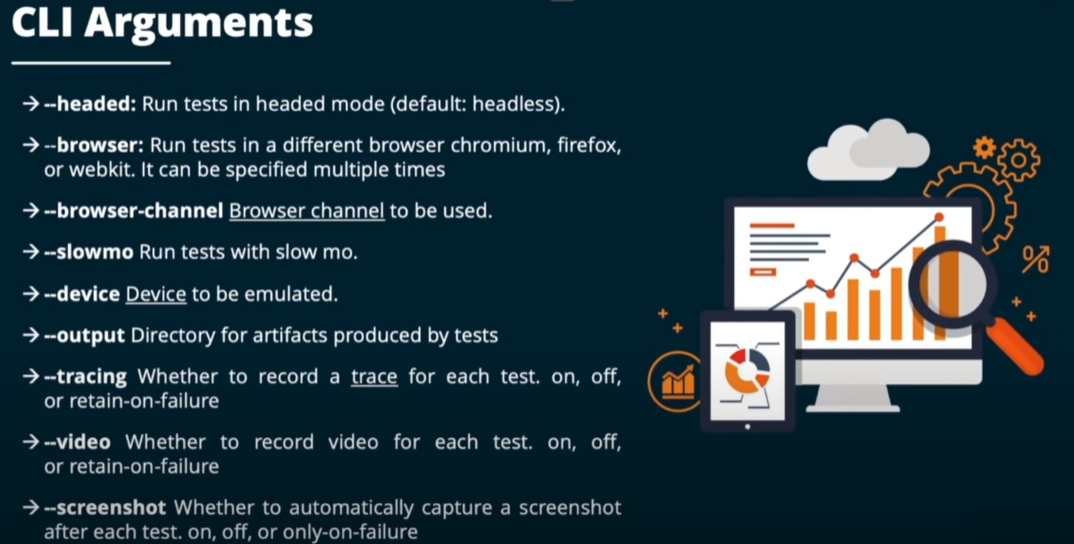 CLI Arguments
→ --headed: Run tests in headed mode (default: headless).
→ --browser: Run tests in a different browser chromium, firefox,
or webkit. It can be specified multiple times
→ --browser-channel Browser channel to be used.
→ --slowmo Run tests with slow mo.
→ --device Device to be emulated.
→ --output Directory for artifacts produced by tests
→ --tracing Whether to record a trace for each test. on, off,
or retain-on-failure
→ --video Whether to record video for each test. on, off,
or retain-on-failure
→ --screenshot Whether to automatically capture a screenshot
after each test. on, off, or only-on-failure
%